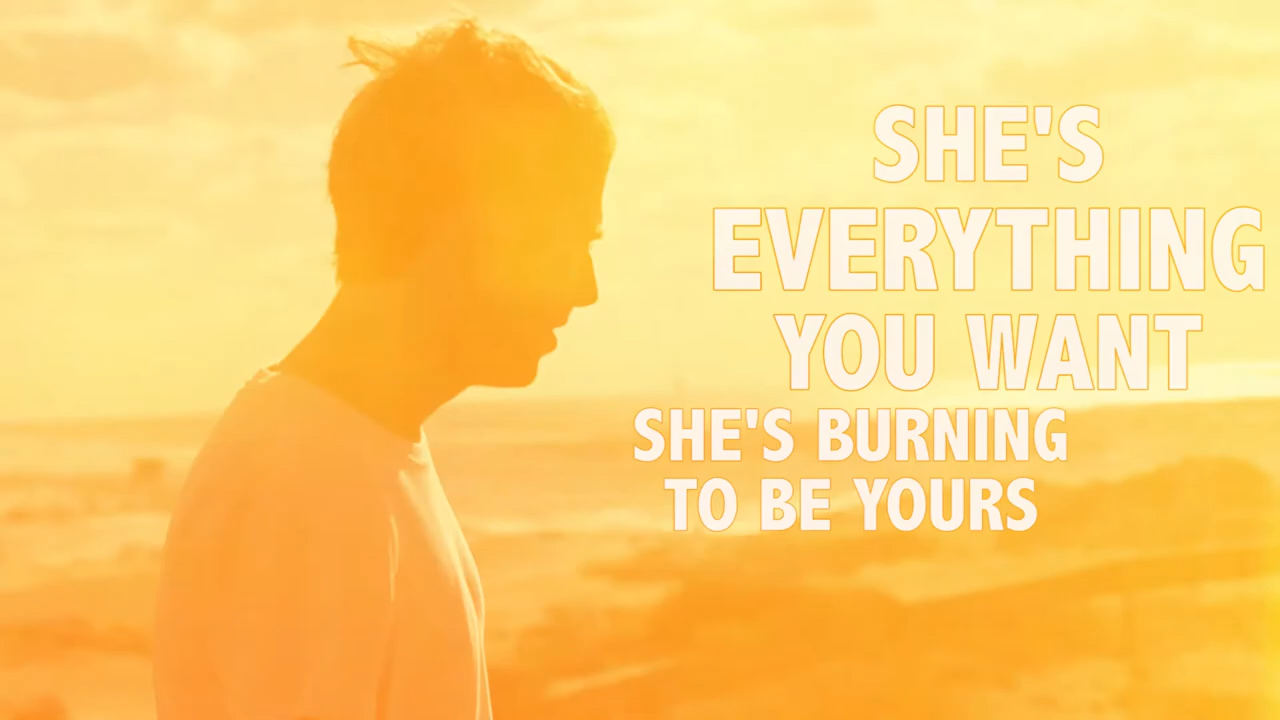 SHE'S
EVERYTHING
YOU WANT
SHE'S BURNING
TO BE YOURS